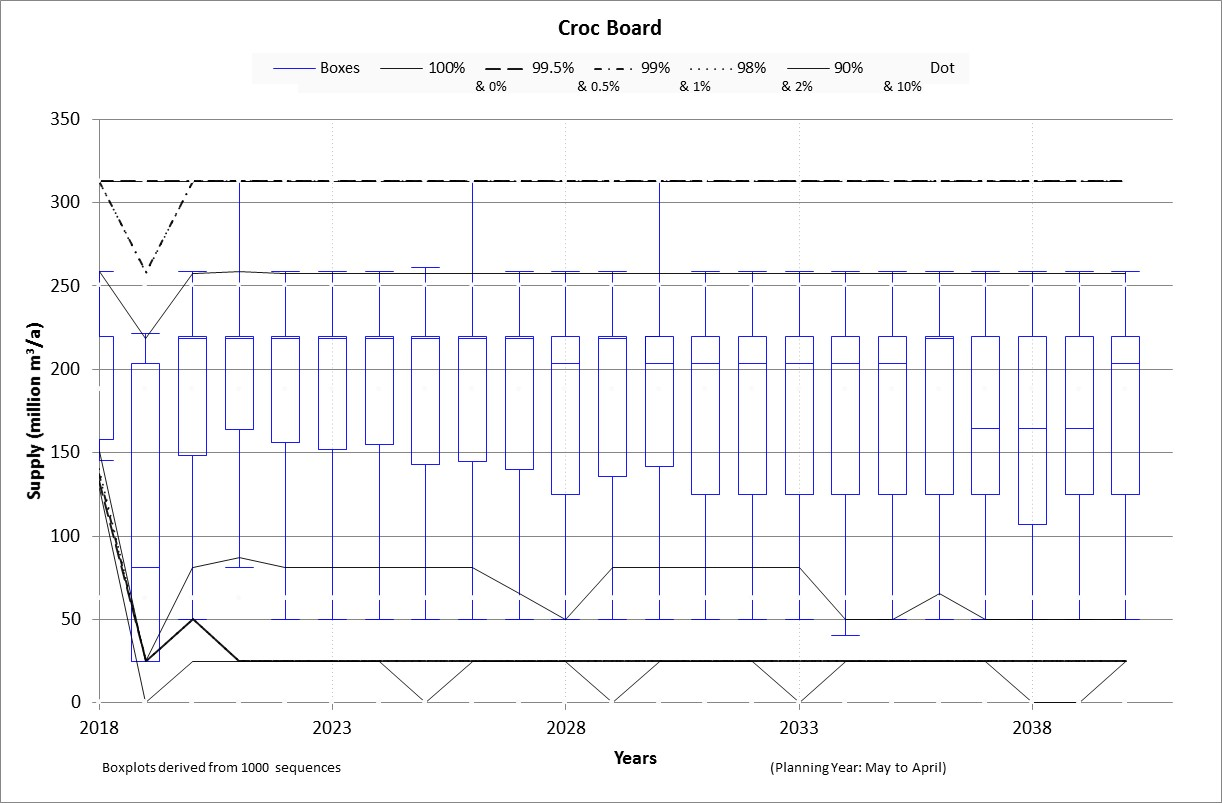 Croc Board
Boxes 100% 99.5% 99% 98% 90% Dot
& 0% & 0.5% & 1% & 2% & 10%
350
300
250
200
150
100
50
0
Supply (million m³/a)
2018 2023 2028 2033 2038
Years
Boxplots derived from 1000 sequences
(Planning Year: May to April)